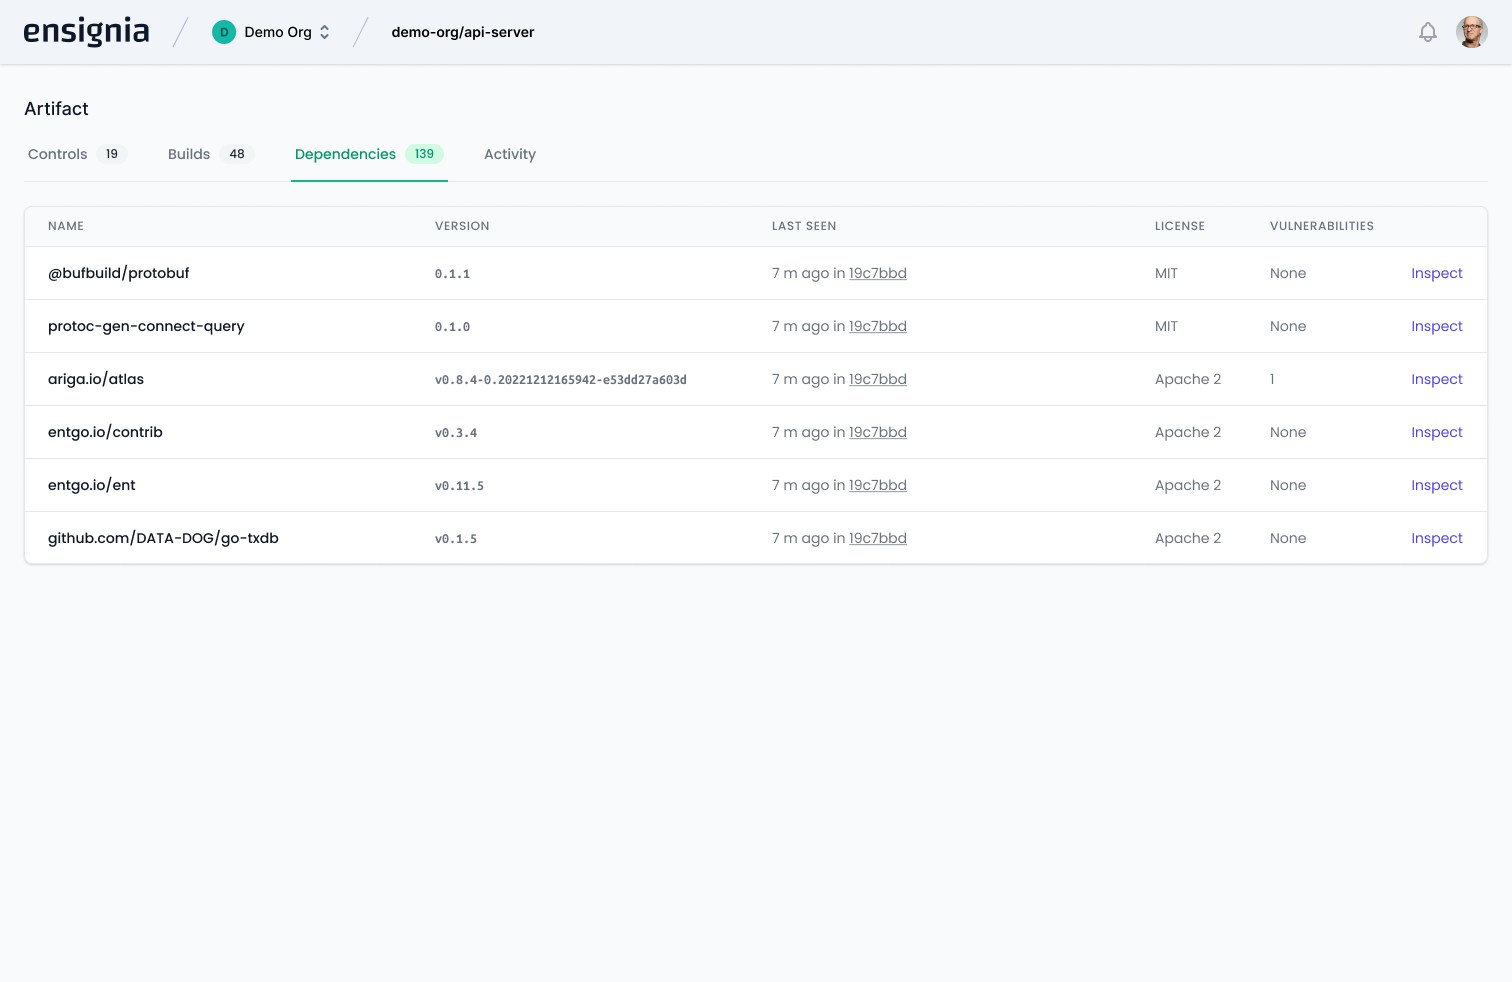 ensignia D Demo Org demo-org/api-server
Artifact
Controls 19 Builds 48 Dependencies 139 Activity
NAME VERSION LAST SEEN LICENSE VULNERABILITIES
@bufbuild/protobuf 0.1.1 7 m ago in 19c7bbd MIT None Inspect
protoc-gen-connect-query 0.1.0 7 m ago in 19c7bbd MIT None Inspect
ariga.io/atlas v0.8.4-0.20221212165942-e53dd27a603d 7 m ago in 19c7bbd Apache 2 1 Inspect
entgo.io/contrib v0.3.4 7 m ago in 19c7bbd Apache 2 None Inspect
entgo.io/ent v0.11.5 7 m ago in 19c7bbd Apache 2 None Inspect
github.com/DATA-DOG/go-txdb v0.1.5 7 m ago in 19c7bbd Apache 2 None Inspect